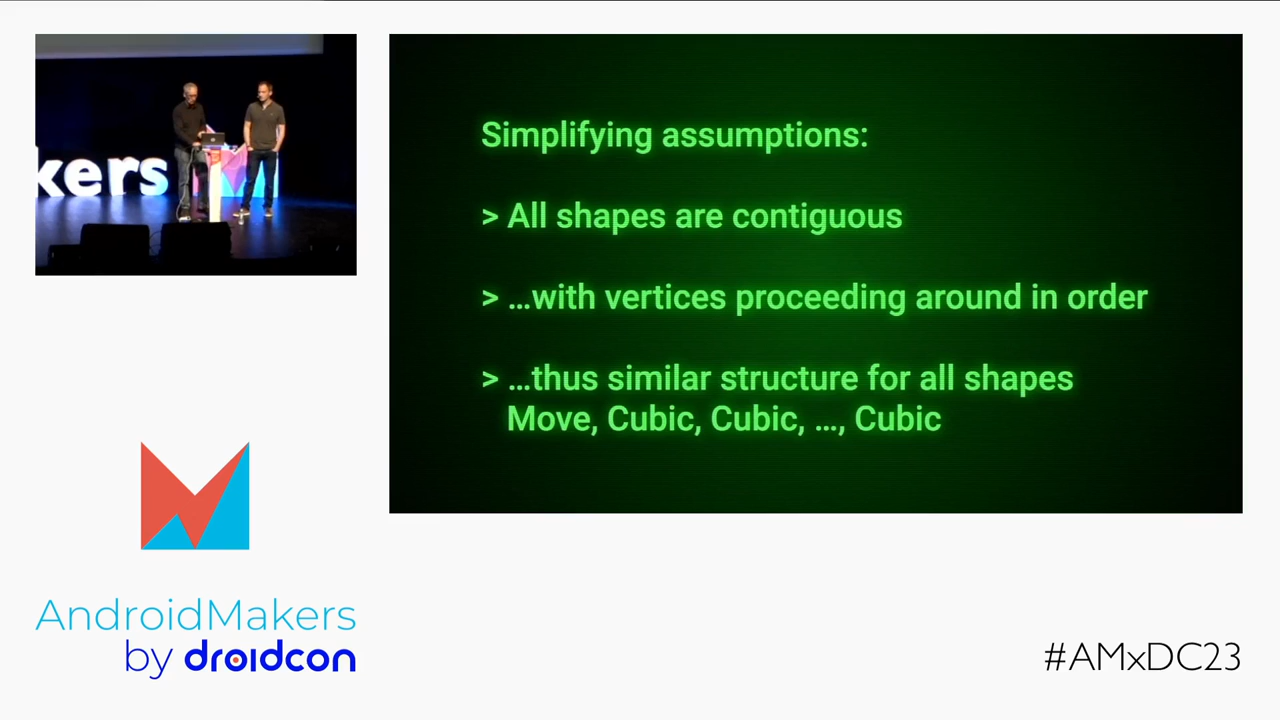 kers
Simplifying assumptions:
> All shapes are contiguous
> ...with vertices proceeding around in order
> ...thus similar structure for all shapes
Move, Cubic, Cubic, ..., Cubic
AndroidMakers
by droidcon
#AMxDC23